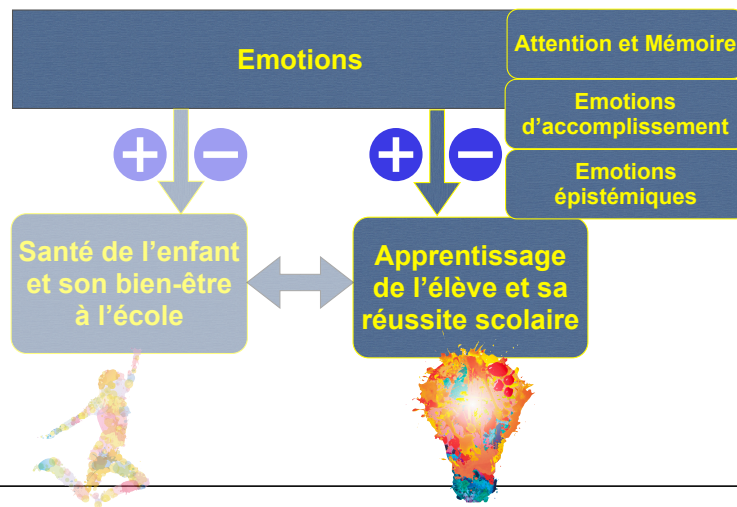 Emotions
Attention et Mémoire
Emotions
d’accomplissement
Emotions
épistémiques
+
−
+
−
Santé de l’enfant
et son bien-être
à l’école
Apprentissage
de l’élève et sa
réussite scolaire